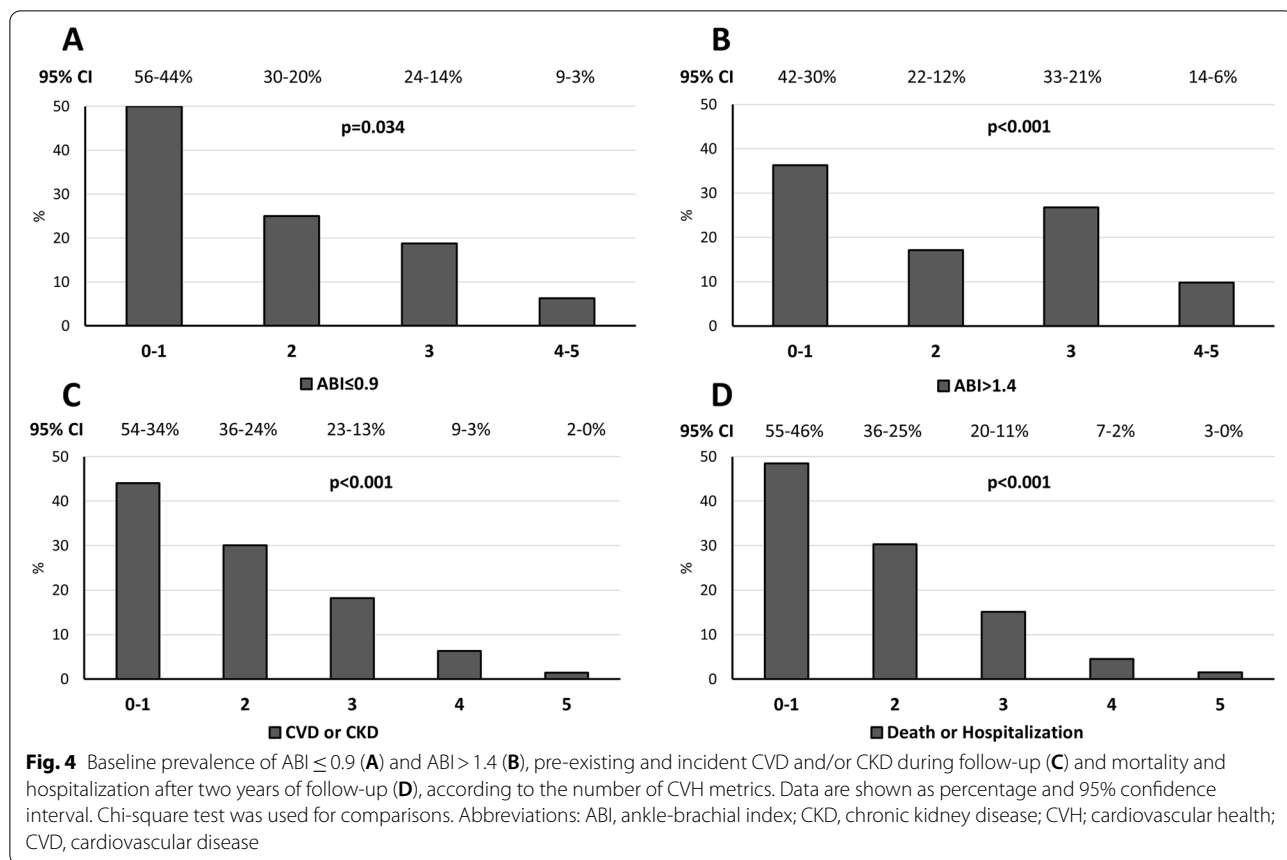 A
95% CI 56-44% 30-20% 24-14% 9-3%
p=0.034
50
40
30
20
10
0
%
0-1 2 3 4-5
ABI≤0.9
B
95% CI 42-30% 22-12% 33-21% 14-6%
p<0.001
50
40
30
20
10
0
%
0-1 2 3 4-5
ABI>1.4
C
95% CI 54-34% 36-24% 23-13% 9-3% 2-0%
p<0.001
50
40
30
20
10
0
%
0-1 2 3 4 5
CVD or CKD
D
95% CI 55-46% 36-25% 20-11% 7-2% 3-0%
p<0.001
50
40
30
20
10
0
%
0-1 2 3 4 5
Death or Hospitalization
Fig. 4 Baseline prevalence of ABI ≤ 0.9 (A) and ABI > 1.4 (B), pre-existing and incident CVD and/or CKD during follow-up (C) and mortality and
hospitalization after two years of follow-up (D), according to the number of CVH metrics. Data are shown as percentage and 95% confidence
interval. Chi-square test was used for comparisons. Abbreviations: ABI, ankle-brachial index; CKD, chronic kidney disease; CVH; cardiovascular health;
CVD, cardiovascular disease